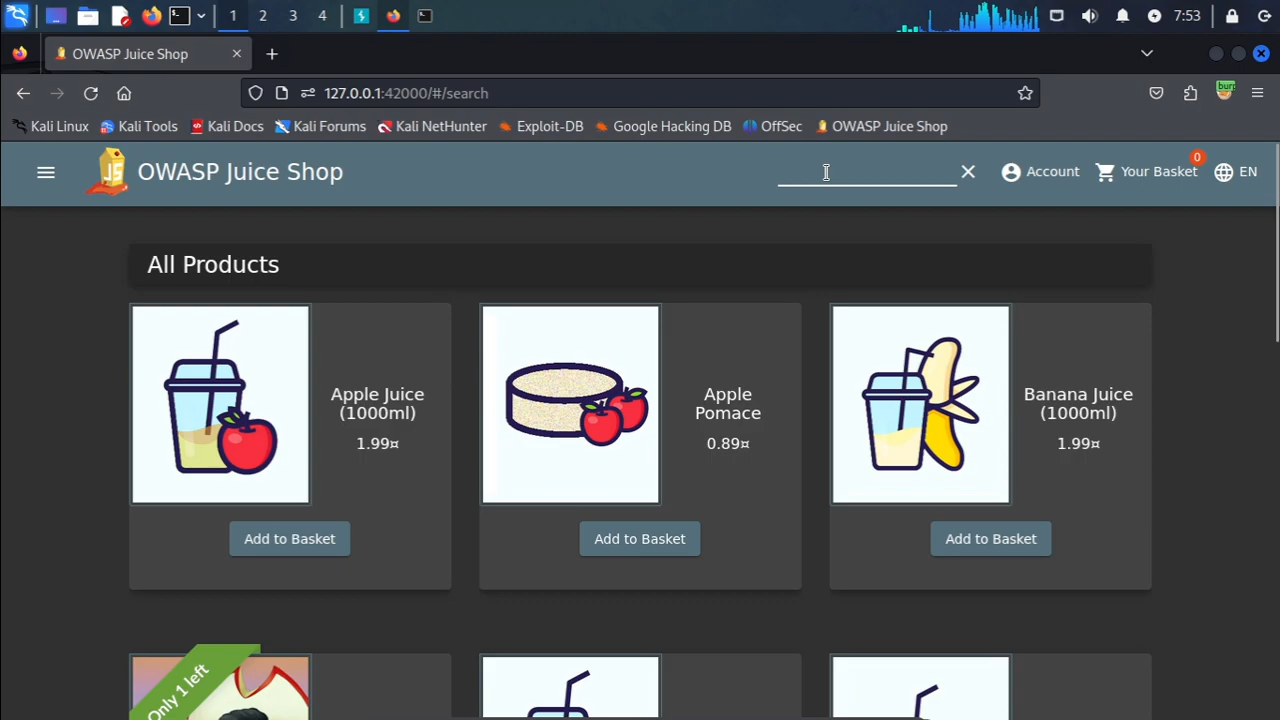 1 2 3 4 7:53
OWASP Juice Shop
127.0.0.1:42000/#/search
Kali Linux Kali Tools Kali Docs Kali Forums Kali NetHunter Exploit-DB Google Hacking DB OffSec OWASP Juice Shop
OWASP Juice Shop Account Your Basket 0 EN
All Products
Apple Juice (1000ml)
1.99¤
Add to Basket
Apple Pomace
0.89¤
Add to Basket
Banana Juice (1000ml)
1.99¤
Add to Basket
Only 1 left